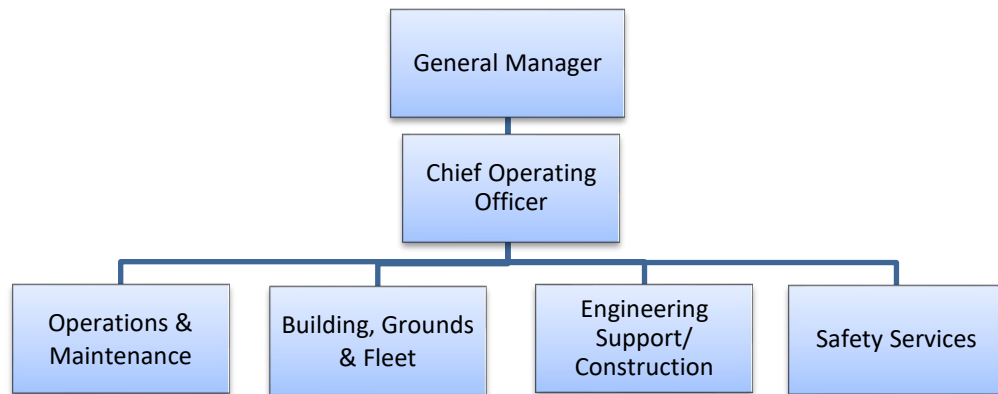 General Manager
Chief Operating
Officer
Operations &
Maintenance
Building, Grounds
& Fleet
Engineering
Support/
Construction
Safety Services